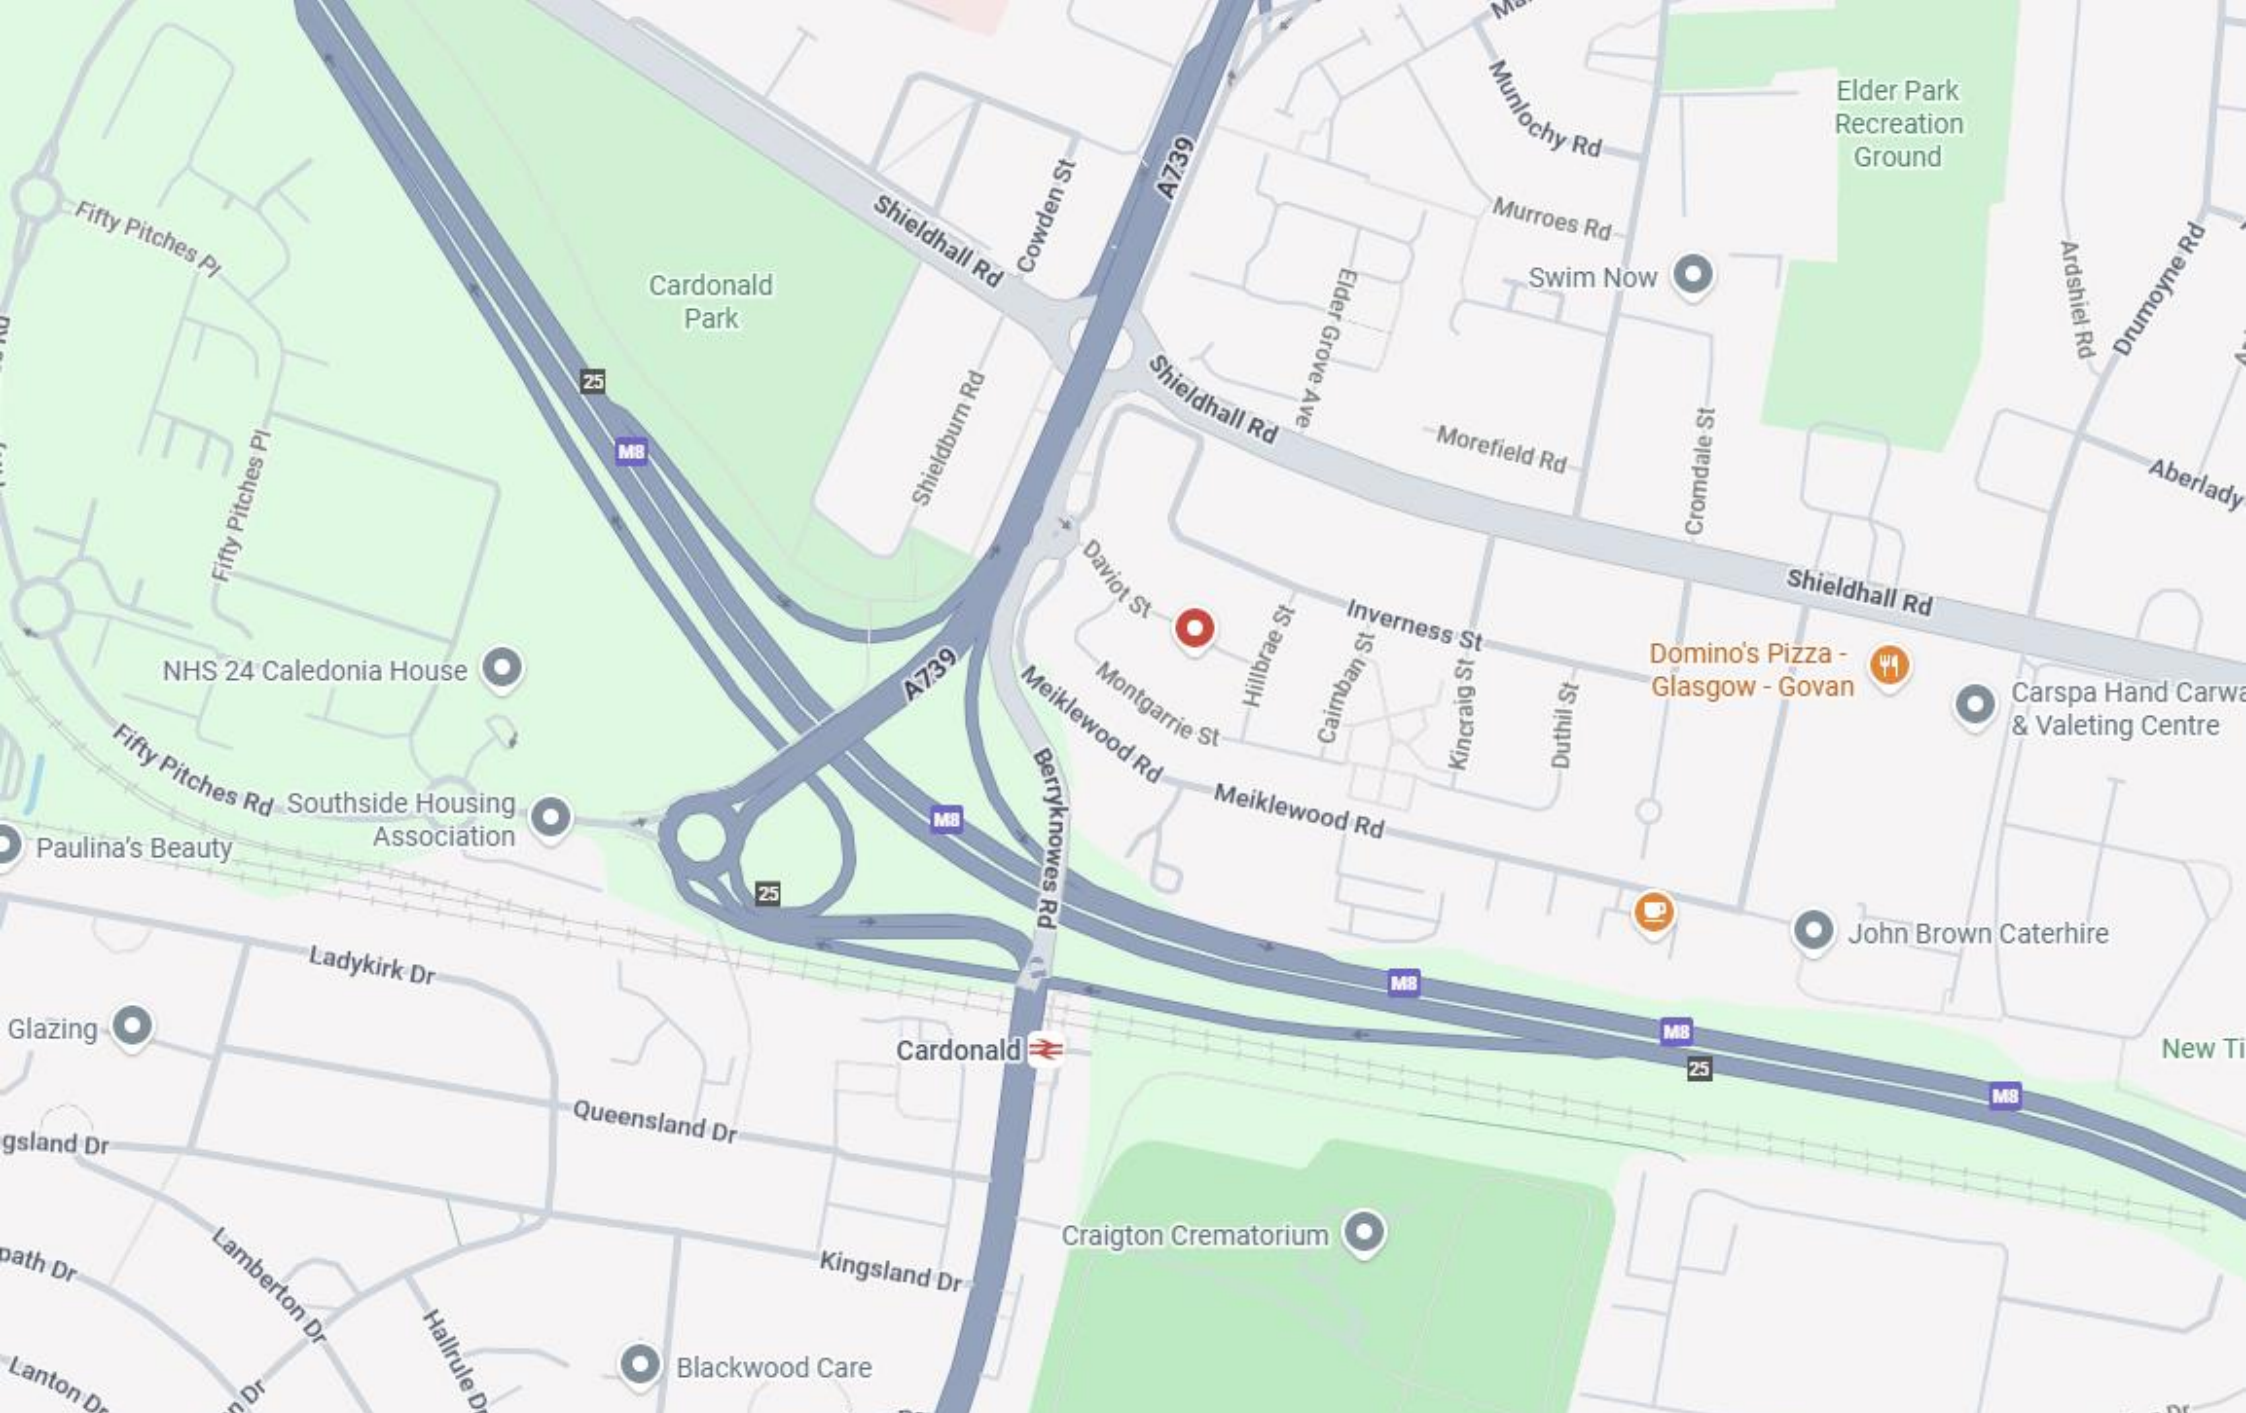 A739
Munlochy Rd
Elder Park
Recreation
Ground
Fifty Pitches Pl
Shieldhall Rd
Cowden St
Murroes Rd
Swim Now
Ardshiel Rd
Drumoyne Rd
Cardonald
Park
Elder Grove Ave
25
M8
Shieldburn Rd
Shieldhall Rd
Morefield Rd
Cromdale St
Aberlady
Fifty Pitches Pl
Daviot St
Shieldhall Rd
Inverness St
Hillbrae St
Cairnban St
Kincraig St
Duthil St
Domino's Pizza -
Glasgow - Govan
Carspa Hand Carwa
& Valeting Centre
NHS 24 Caledonia House
A739
Montgarrie St
Meiklewood Rd
Fifty Pitches Rd
Southside Housing
Association
M8
Berryknowes Rd
Meiklewood Rd
Paulina's Beauty
25
John Brown Caterhire
Ladykirk Dr
M8
Glazing
Cardonald
M8
25
New Ti
M8
Queensland Dr
gsland Dr
Craigton Crematorium
Kingsland Dr
path Dr
Lamberton Dr
Hallrule Dr
Blackwood Care
Lanton Dr
n Dr